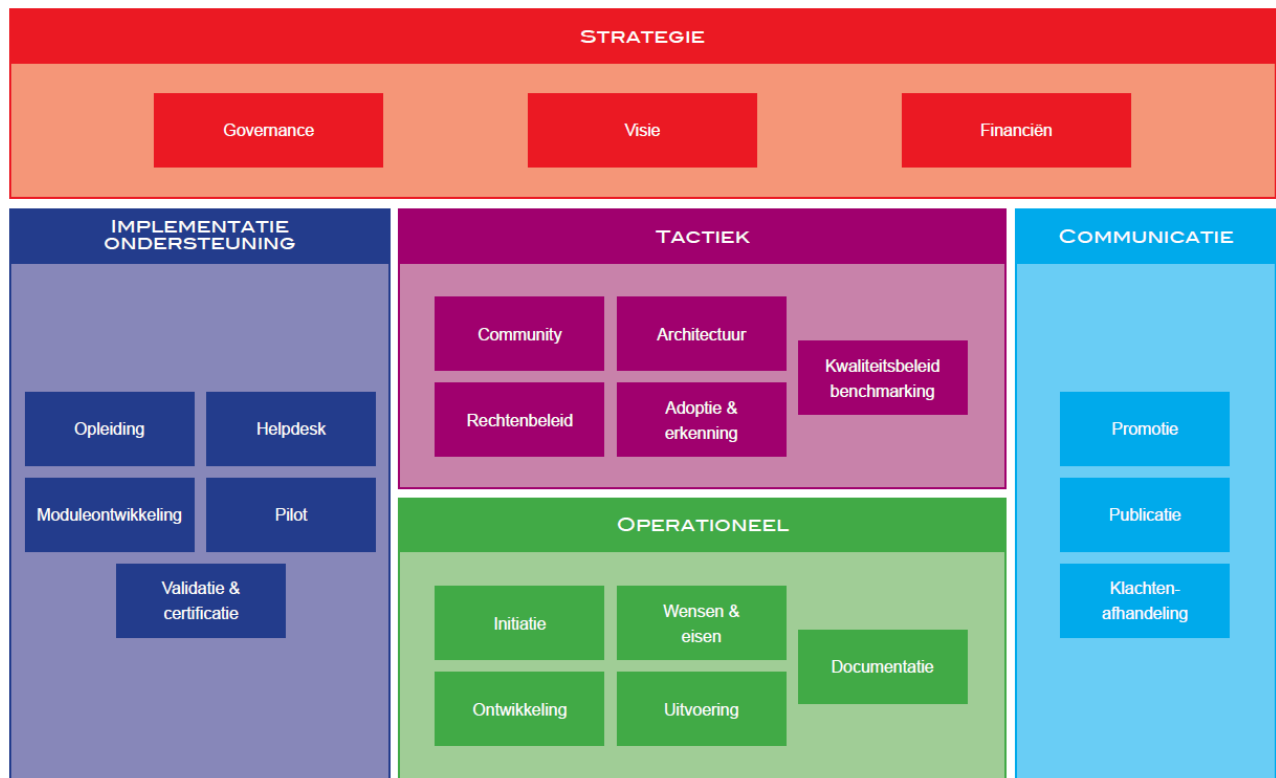 STRATEGIE
Governance
Visie
Financiën
IMPLEMENTATIE
ONDERSTEUNING
Opleiding
Helpdesk
Moduleontwikkeling
Pilot
Validatie &
certificatie
TACTIEK
Community
Architectuur
Kwaliteitsbeleid
benchmarking
Rechtenbeleid
Adoptie &
erkenning
OPERATIONEEL
Initiatie
Wensen &
eisen
Documentatie
Ontwikkeling
Uitvoering
COMMUNICATIE
Promotie
Publicatie
Klachten-
afhandeling